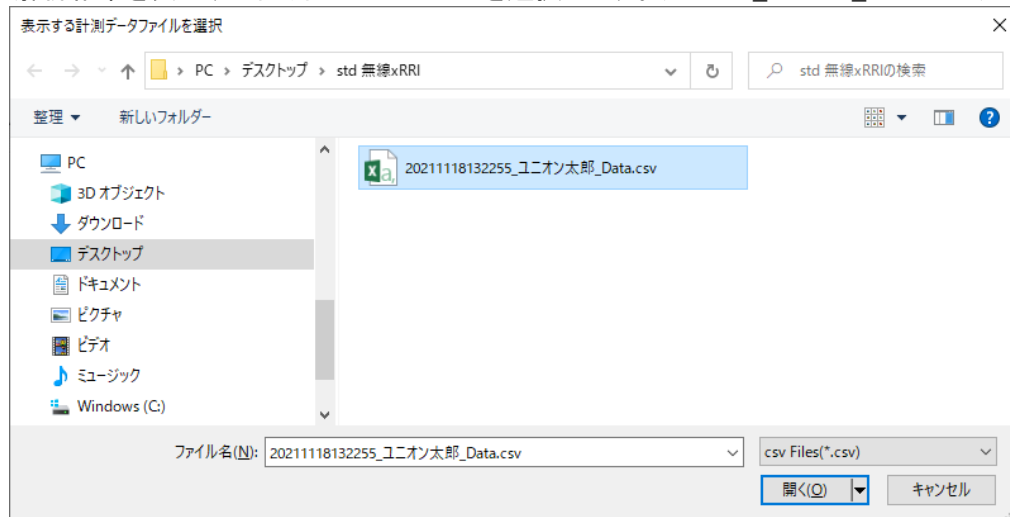 表示する計測データファイルを選択
PC › デスクトップ › std 無線xRRI
std 無線xRRIの検索
整理
新しいフォルダー
PC
3D オブジェクト
ダウンロード
デスクトップ
ドキュメント
ピクチャ
ビデオ
ミュージック
Windows (C:)
20211118132255_ユニオン太郎_Data.csv
ファイル名(N): 20211118132255_ユニオン太郎_Data.csv
csv Files(*.csv)
開く(O)
キャンセル